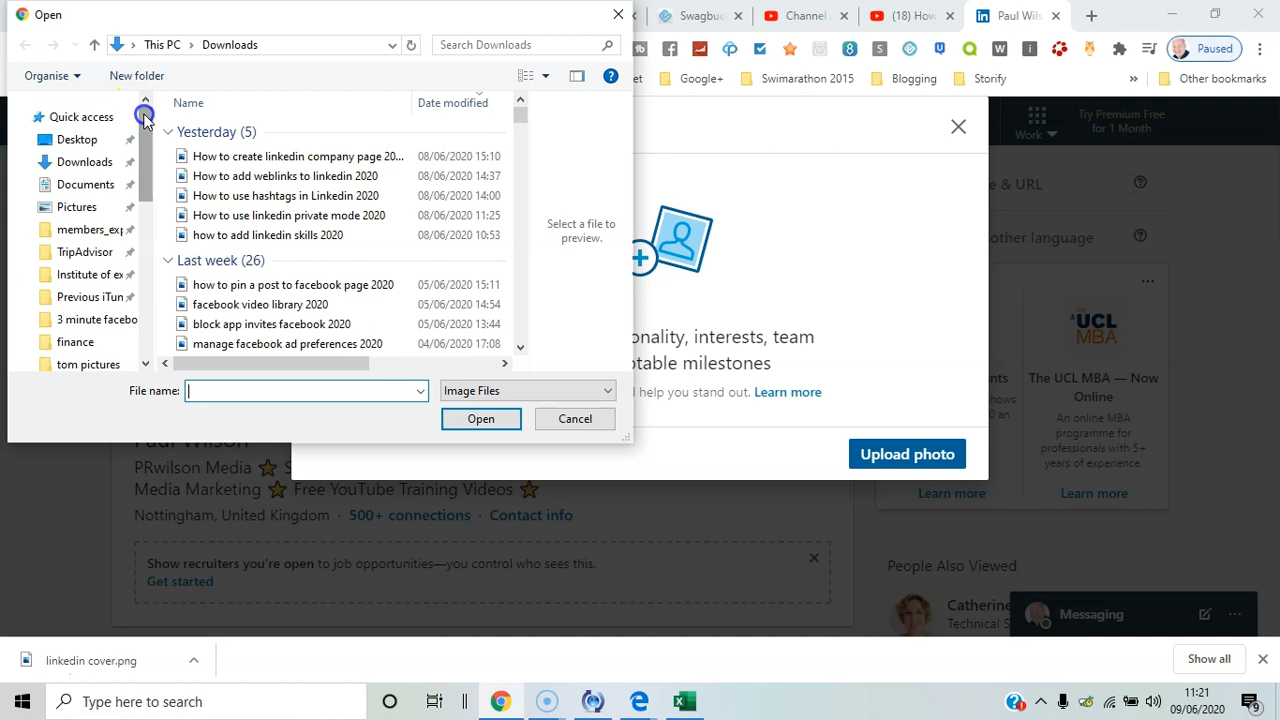 Open
Swagbuc
Channel
(18) How
Paul Wils
This PC > Downloads
Search Downloads
Paused
Organise
New folder
et
Google+
Swimarathon 2015
Blogging
Storify
»
Other bookmarks
Quick access
Desktop
Downloads
Documents
Pictures
members_exp
TripAdvisor
Institute of ex
Previous iTun
3 minute facebo
finance
tom pictures
Name
Date modified
Yesterday (5)
How to create linkedin company page 20... 08/06/2020 15:10
How to add weblinks to linkedin 2020 08/06/2020 14:37
How to use hashtags in Linkedin 2020 08/06/2020 14:00
How to use linkedin private mode 2020 08/06/2020 11:25
how to add linkedin skills 2020 08/06/2020 10:53
Last week (26)
how to pin a post to facebook page 2020 05/06/2020 15:11
facebook video library 2020 05/06/2020 14:54
block app invites facebook 2020 05/06/2020 13:44
manage facebook ad preferences 2020 04/06/2020 17:08
Select a file to
preview.
File name:
Image Files
Open
Cancel
Work
Try Premium Free
for 1 Month
e & URL
other language
onality, interests, team
otable milestones
help you stand out. Learn more
Upload photo
the UCL
MBA
ents
The UCL MBA — Now
Online
shows
0 an
An online MBA
programme for
professionals with 5+
years of experience.
Learn more
Learn more
Paul Wilson
PRwilson Media ⭐ S
Media Marketing ⭐ Free YouTube Training Videos ⭐
Nottingham, United Kingdom · 500+ connections · Contact info
Show recruiters you're open to job opportunities—you control who sees this.
Get started
People Also Viewed
Catherine
Technical S
Messaging
linkedin cover.png
Show all
Type here to search
11:21
09/06/2020
9